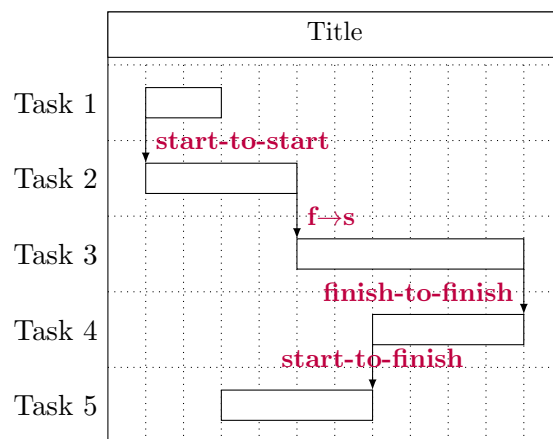 Title
Task 1
start-to-start
Task 2
f→s
Task 3
finish-to-finish
Task 4
start-to-finish
Task 5